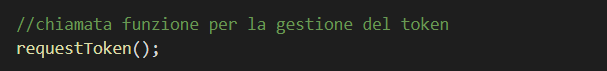 //chiamata funzione per la gestione del token
requestToken();